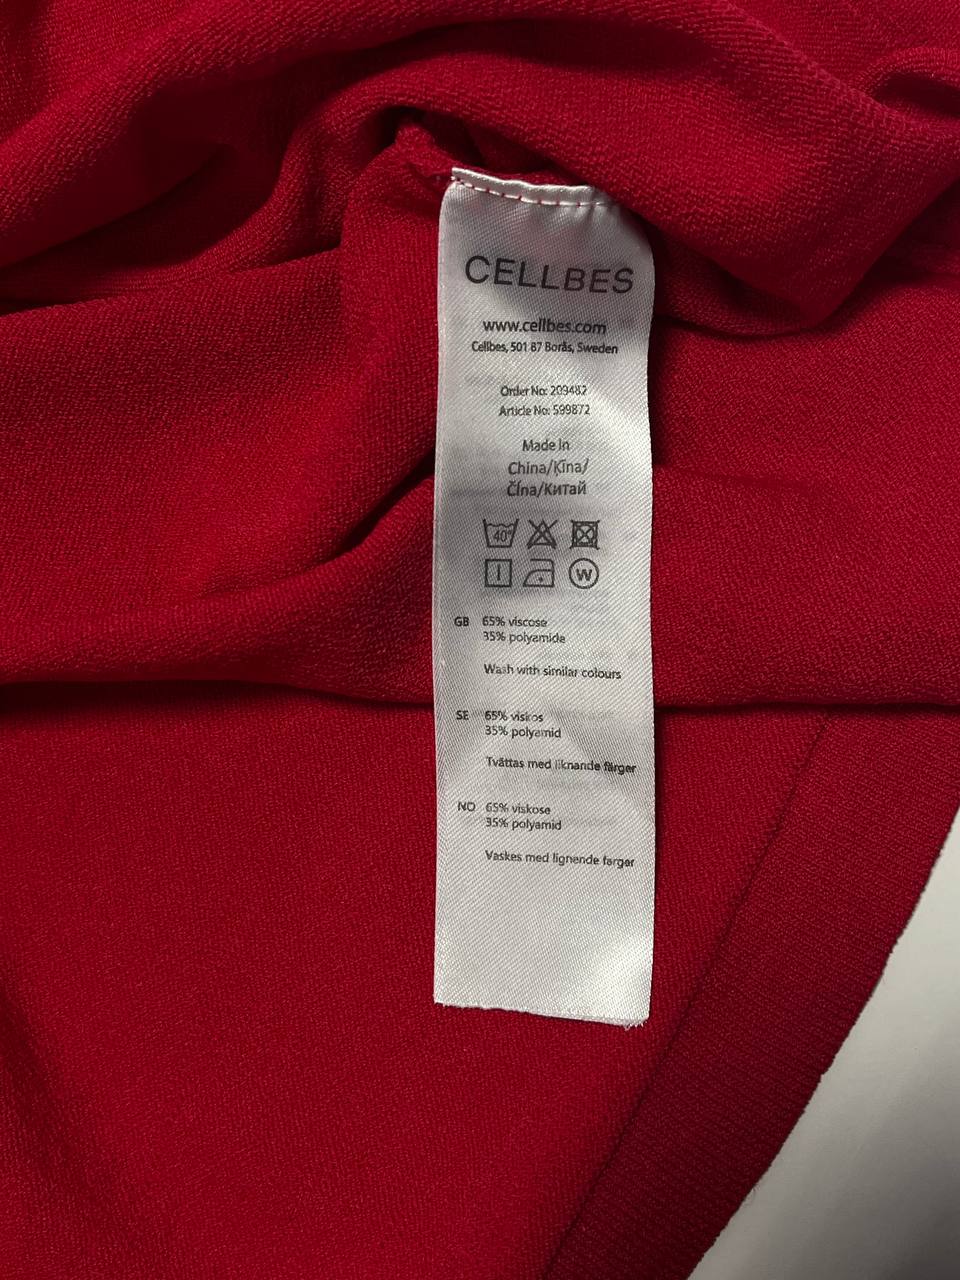 CELLBES
www.cellbes.com
Cellbes, 501 87 Borås, Sweden
Order No: 209482
Article No: 599872
Made In
China/Ķīna/
Čína/Китай
40°
W
GB 65% viscose
35% polyamide
Wash with similar colours
SE 65% viskos
35% polyamid
Tvättas med liknande färger
NO 65% viskose
35% polyamid
Vaskes med lignende farger